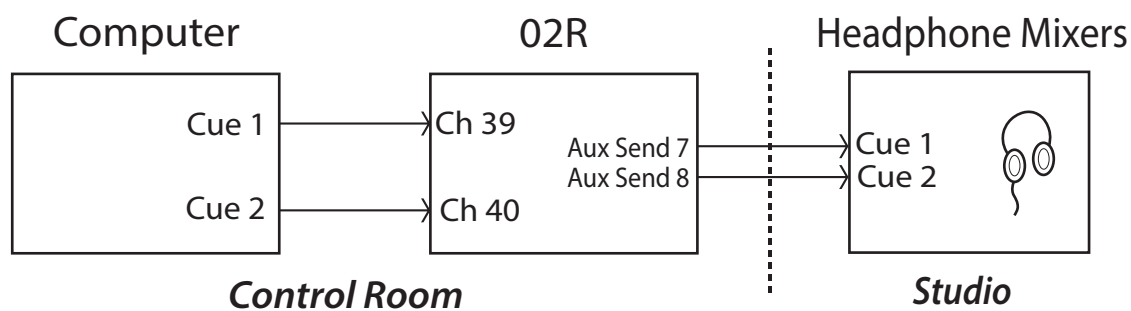 Computer
02R
Headphone Mixers
Cue 1
Ch 39
Aux Send 7
Cue 1
Aux Send 8
Cue 2
Cue 2
Ch 40
Control Room
Studio